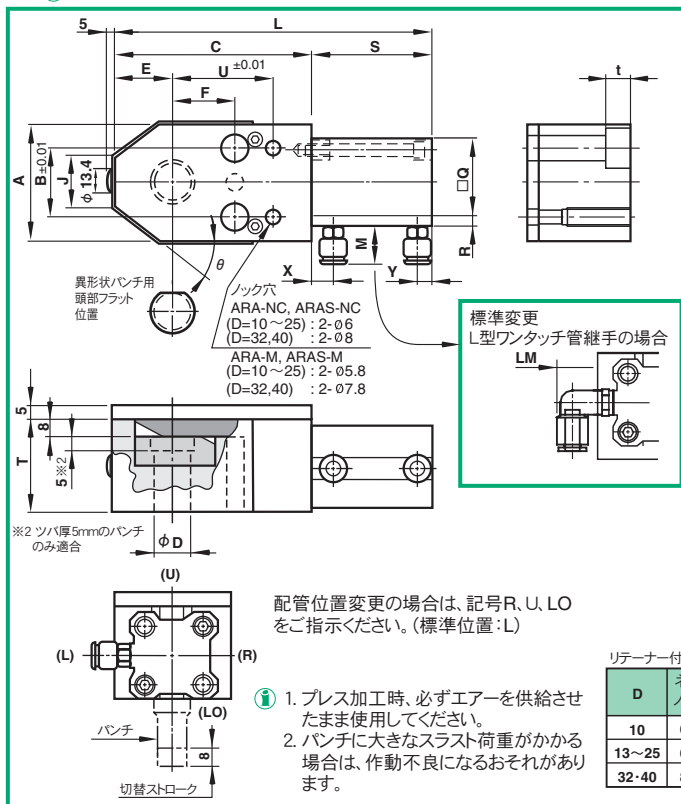 5
L
C
S
E
U ±0.01
F
t
A
B±0.01
J
φ 13.4
□Q
R
M
X
Y
θ
異形状パンチ用
頭部フラット
位置
ノック穴
ARA-NC, ARAS-NC
(D=10～25) : 2-ø6
(D=32,40) : 2-ø8
ARA-M, ARAS-M
(D=10～25) : 2- ø5.8
(D=32,40) : 2- ø7.8
標準変更
L型ワンタッチ管継手の場合
LM
5
8
T
5 ※2
※2 ツバ厚5mmのパンチ
のみ適合
φD
(U)
(L)
(R)
(LO)
パンチ
8
切替ストローク
配管位置変更の場合は、記号R、U、LO
をご指示ください。(標準位置:L)
1. プレス加工時、必ずエアーを供給させ
たまま使用してください。
2. パンチに大きなスラスト荷重がかかる
場合は、作動不良になるおそれがあり
ます。
リテーナー付
D
10
13～25
32・40